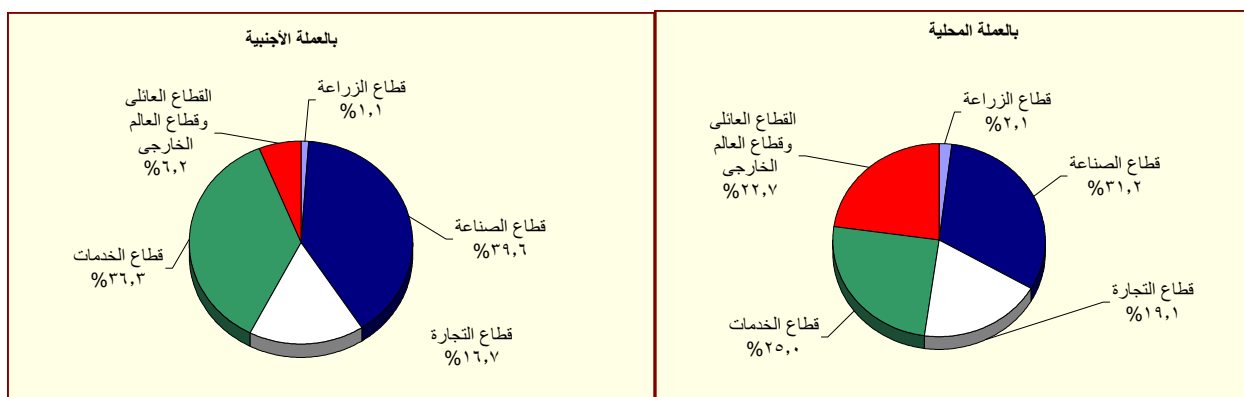 بالعملة المحلية
قطاع الزراعة
%٢,١
قطاع الصناعة
%٣١,٢
قطاع التجارة
%١٩,١
قطاع الخدمات
%٢٥,٠
القطاع العائلى
وقطاع العالم
الخارجى
%٢٢,٧
بالعملة الأجنبية
قطاع الزراعة
%١,١
قطاع الصناعة
%٣٩,٦
قطاع التجارة
%١٦,٧
قطاع الخدمات
%٣٦,٣
القطاع العائلى
وقطاع العالم
الخارجى
%٦,٢